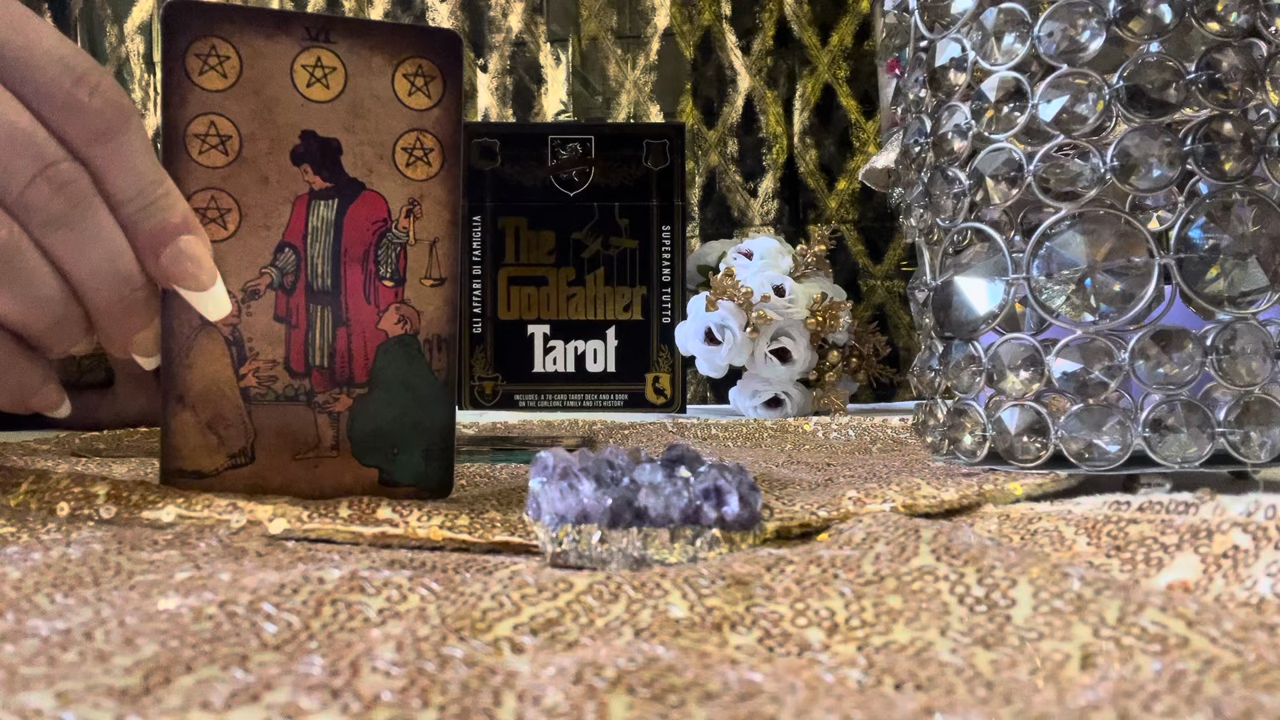 VI
GLI AFFARI DI FAMIGLIA
The
Godfather
Tarot
SUPERANO TUTTO
INCLUDES: A 78-CARD TAROT DECK AND A BOOK
ON THE CORLEONE FAMILY AND ITS HISTORY